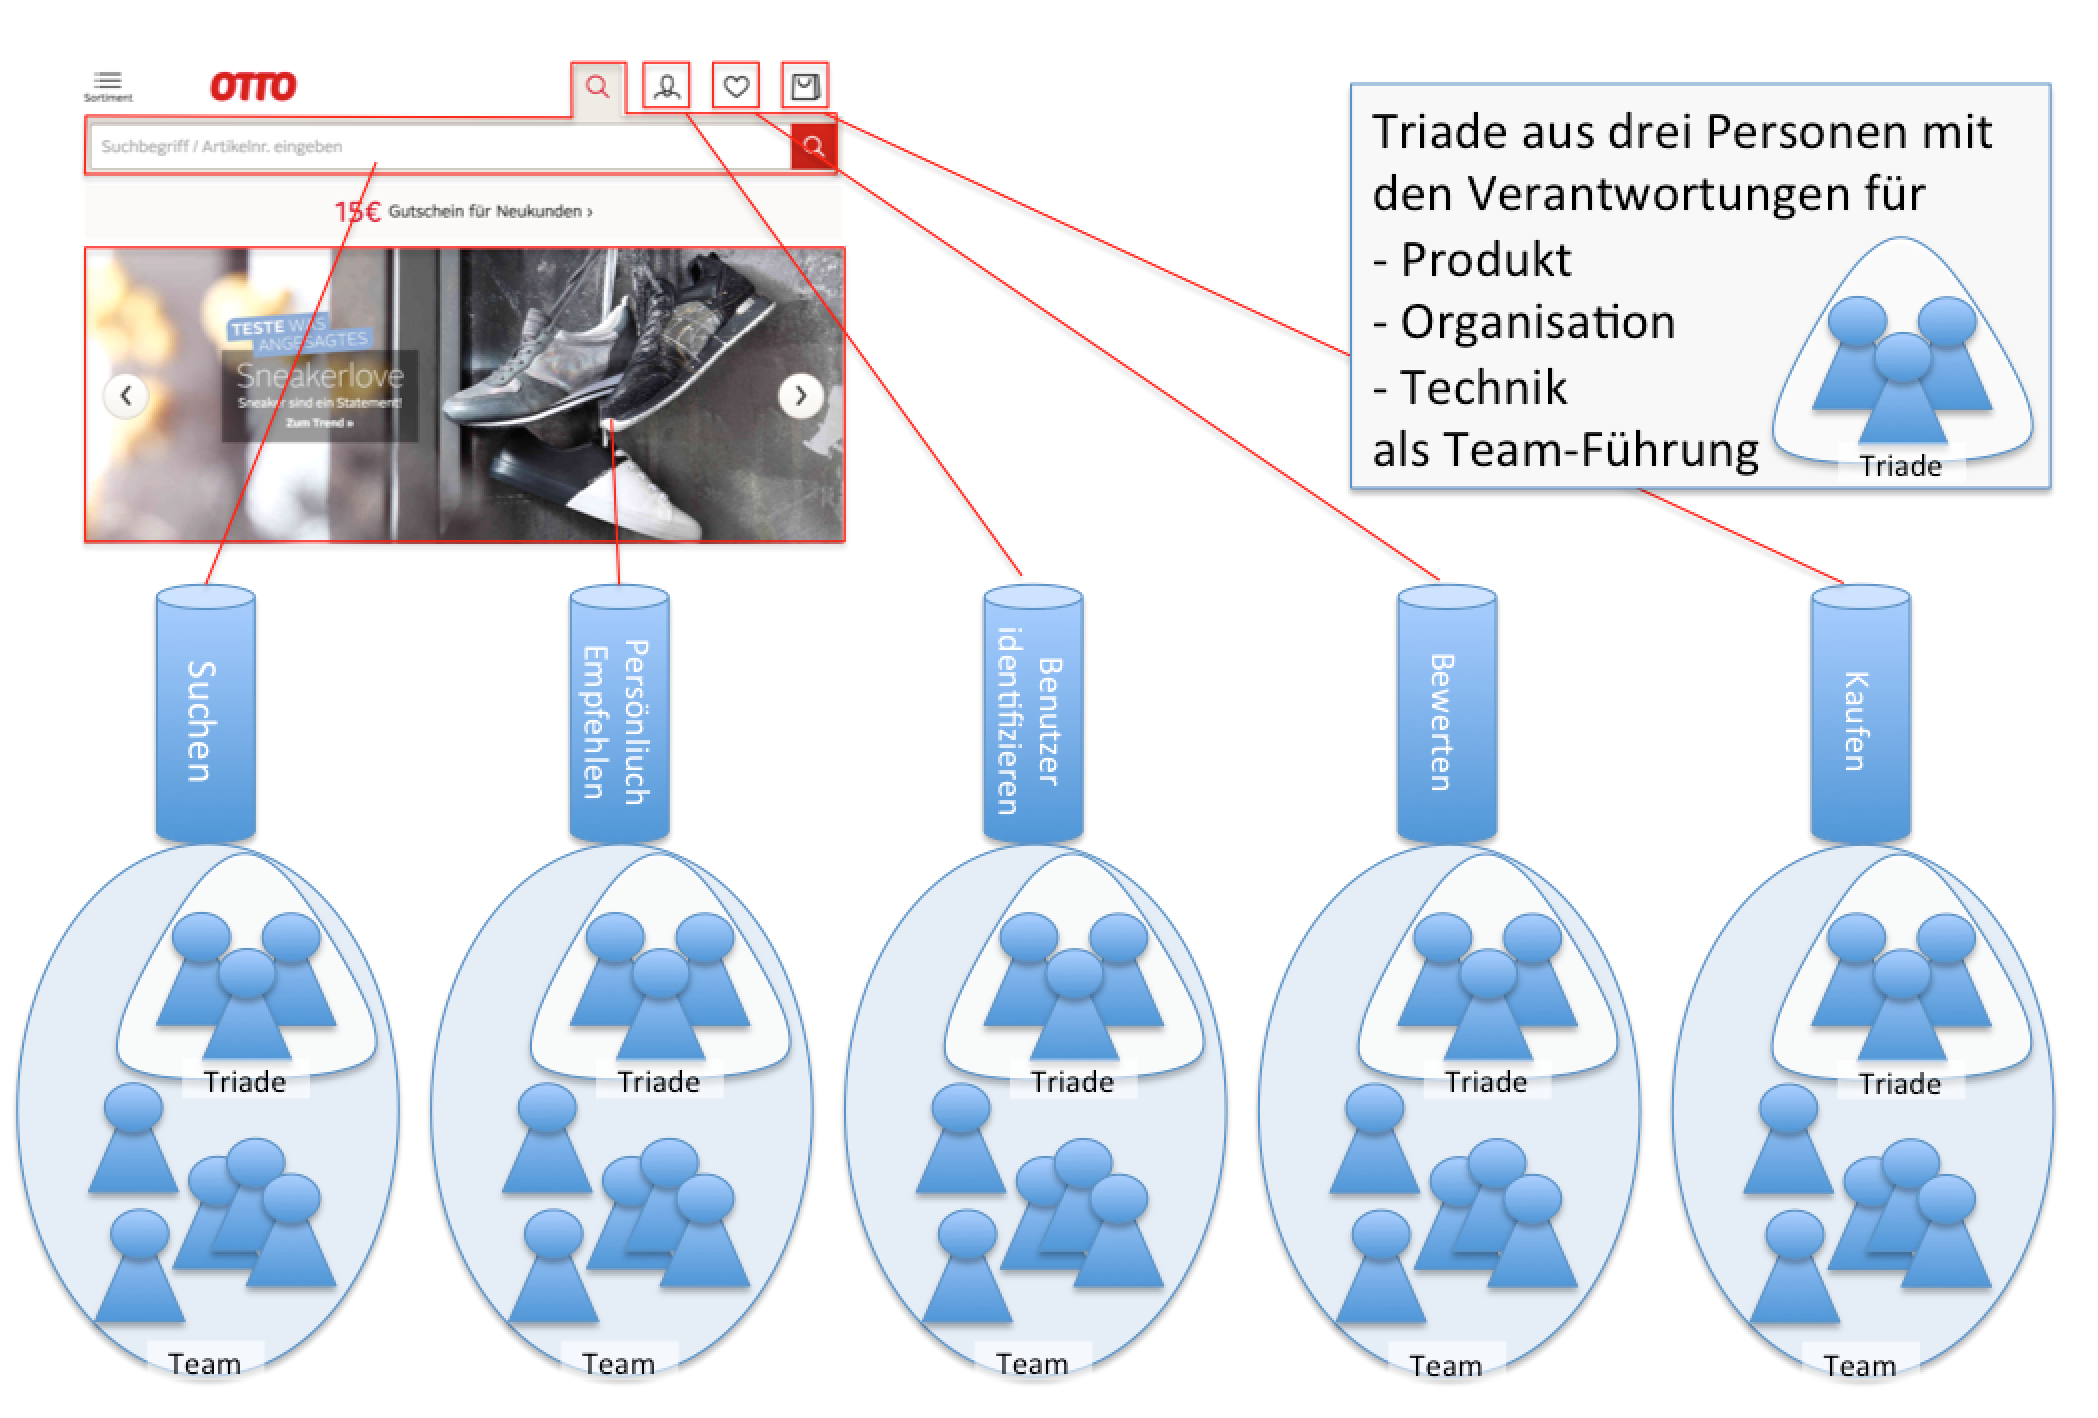 Sortiment
OTTO
Suchbegriff / Artikelnr. eingeben
15€ Gutschein für Neukunden ›
TESTE WAS
ANGESAGTES
Sneakerlove
Sneaker sind ein Statement!
Zum Trend »
Triade aus drei Personen mit
den Verantwortungen für
- Produkt
- Organisation
- Technik
als Team-Führung
Triade
Suchen
Persönliuch
Empfehlen
Benutzer
identifizieren
Bewerten
Kaufen
Triade
Triade
Triade
Triade
Triade
Team
Team
Team
Team
Team